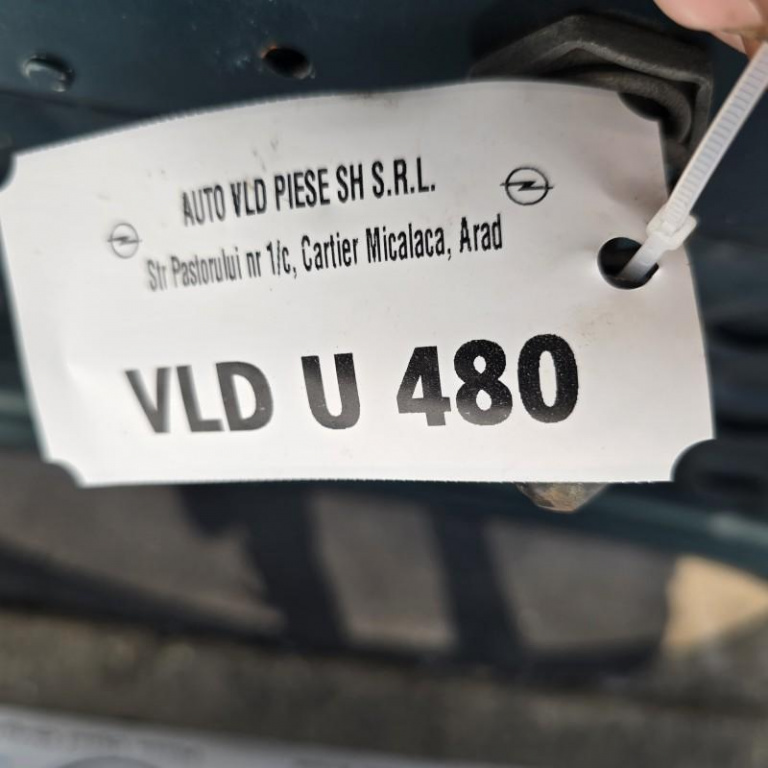 AUTO VLD PIESE SH S.R.L.
Str Pastorului nr 1/c, Cartier Micalaca, Arad
VLD U 480